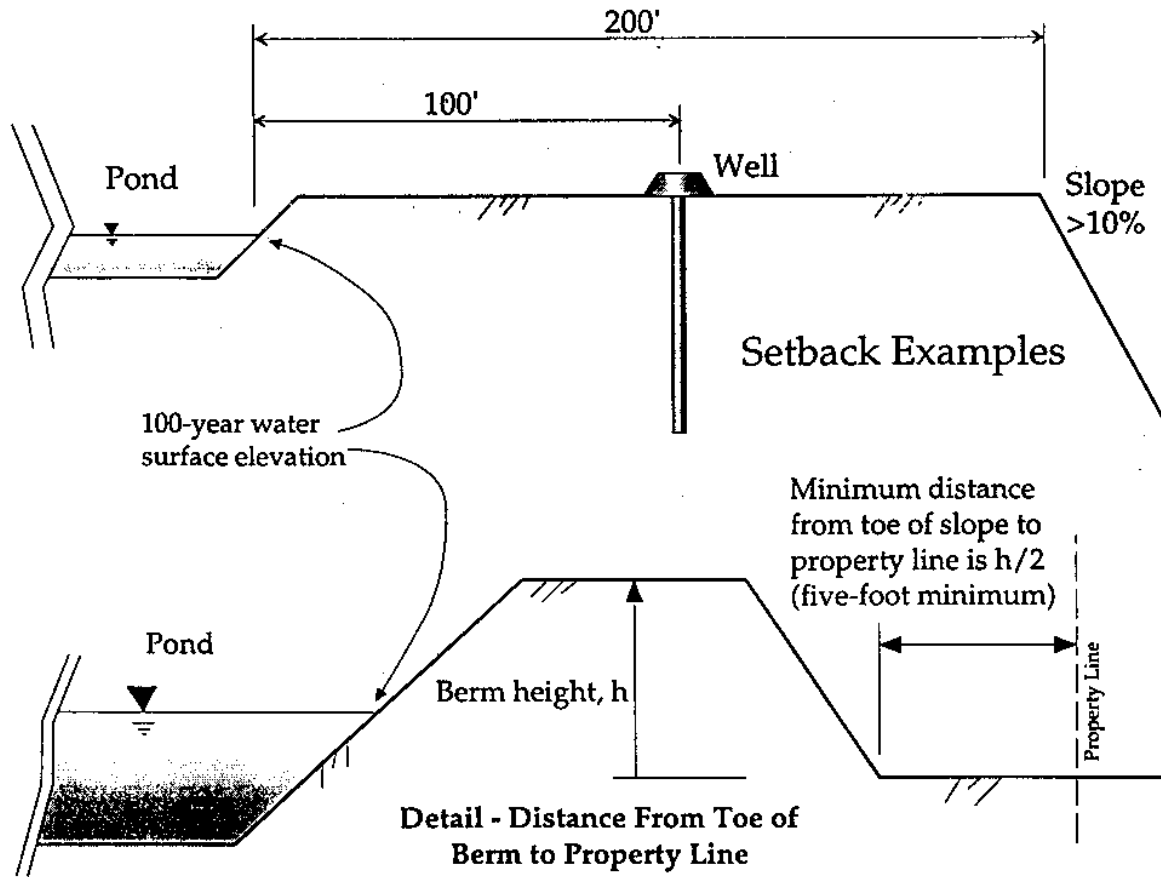 200'
100'
Pond
Well
Slope
>10%
Setback Examples
100-year water
surface elevation
Minimum distance
from toe of slope to
property line is h/2
(five-foot minimum)
Pond
Berm height, h
Property Line
Detail - Distance From Toe of
Berm to Property Line